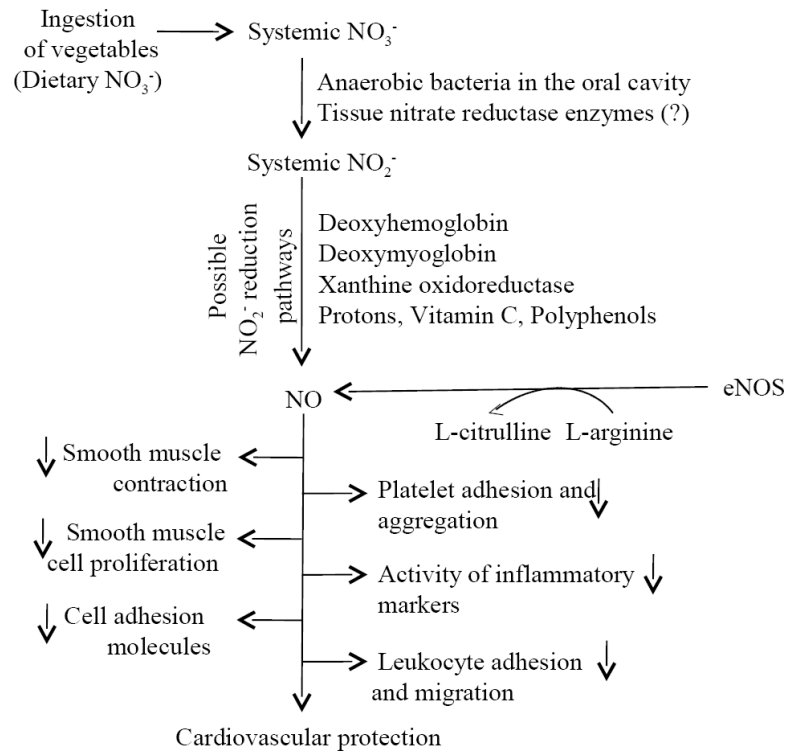 Ingestion
of vegetables
(Dietary NO₃⁻)
Systemic NO₃⁻
Anaerobic bacteria in the oral cavity
Tissue nitrate reductase enzymes (?)
Systemic NO₂⁻
Possible
NO₂⁻ reduction
pathways
Deoxyhemoglobin
Deoxymyoglobin
Xanthine oxidoreductase
Protons, Vitamin C, Polyphenols
NO
eNOS
L-citrulline L-arginine
Smooth muscle
contraction
Platelet adhesion and
aggregation
Smooth muscle
cell proliferation
Activity of inflammatory
markers
Cell adhesion
molecules
Leukocyte adhesion
and migration
Cardiovascular protection